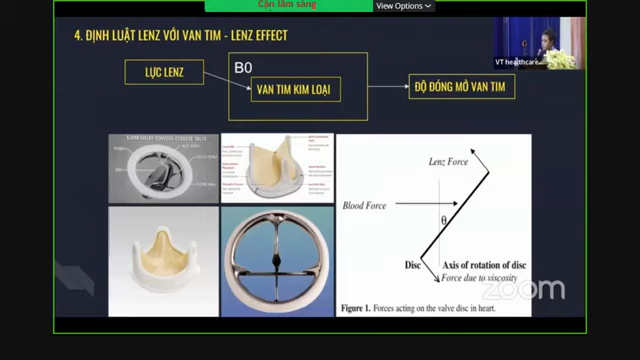 Cận lâm sàng
View Options
4. ĐỊNH LUẬT LENZ VỚI VAN TIM - LENZ EFFECT
VT healthcare
LỰC LENZ
B0
VAN TIM KIM LOẠI
ĐỘ ĐÓNG MỞ VAN TIM
Lenz Force
Blood Force
θ
Disc
Axis of rotation of disc
Force due to viscosity
zoom
Figure 1. Forces acting on the valve disc in heart.